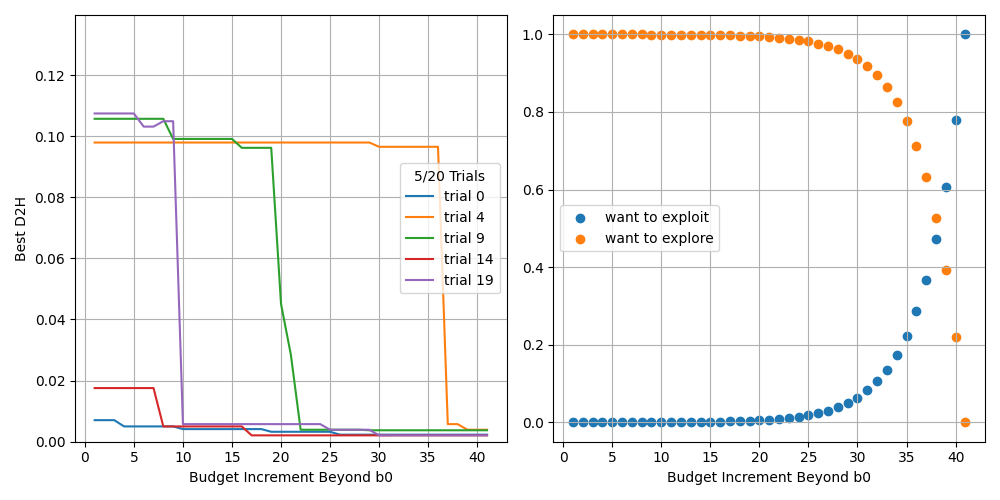 0.12
0.10
0.08
0.06
0.04
0.02
0.00
Best D2H
0 5 10 15 20 25 30 35 40
Budget Increment Beyond b0
5/20 Trials
trial 0
trial 4
trial 9
trial 14
trial 19
1.0
0.8
0.6
0.4
0.2
0.0
0 5 10 15 20 25 30 35 40
Budget Increment Beyond b0
want to exploit
want to explore